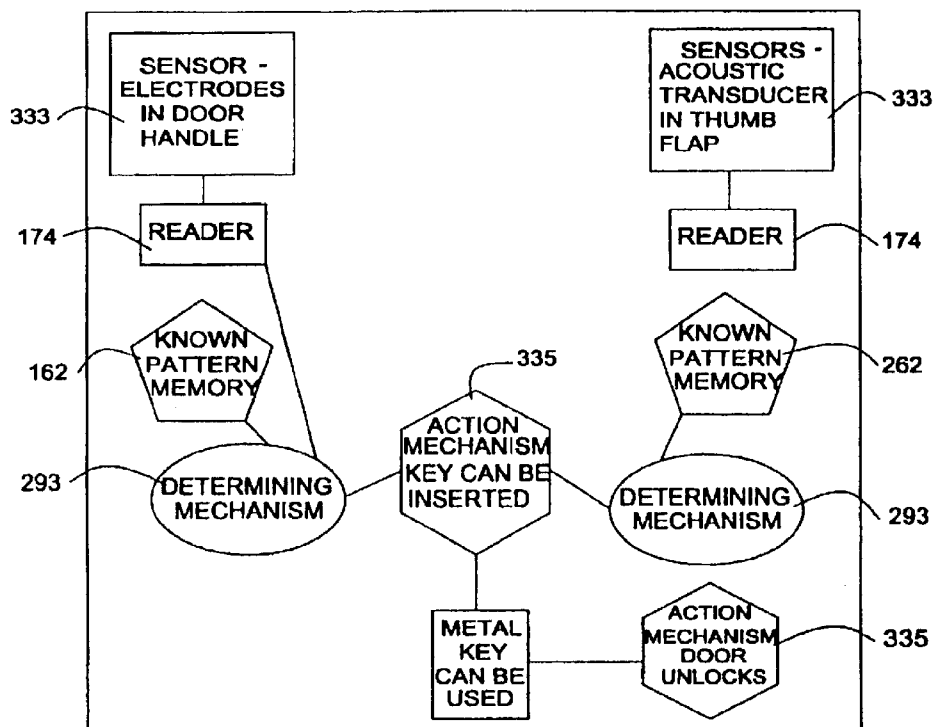 SENSOR -
ELECTRODES
IN DOOR
HANDLE
333
SENSORS -
ACOUSTIC
TRANSDUCER
IN THUMB
FLAP
333
READER
174
READER
174
KNOWN
PATTERN
MEMORY
162
335
KNOWN
PATTERN
MEMORY
262
ACTION
MECHANISM
KEY CAN BE
INSERTED
293
DETERMINING
MECHANISM
DETERMINING
MECHANISM
293
METAL
KEY
CAN BE
USED
ACTION
MECHANISM
DOOR
UNLOCKS
335